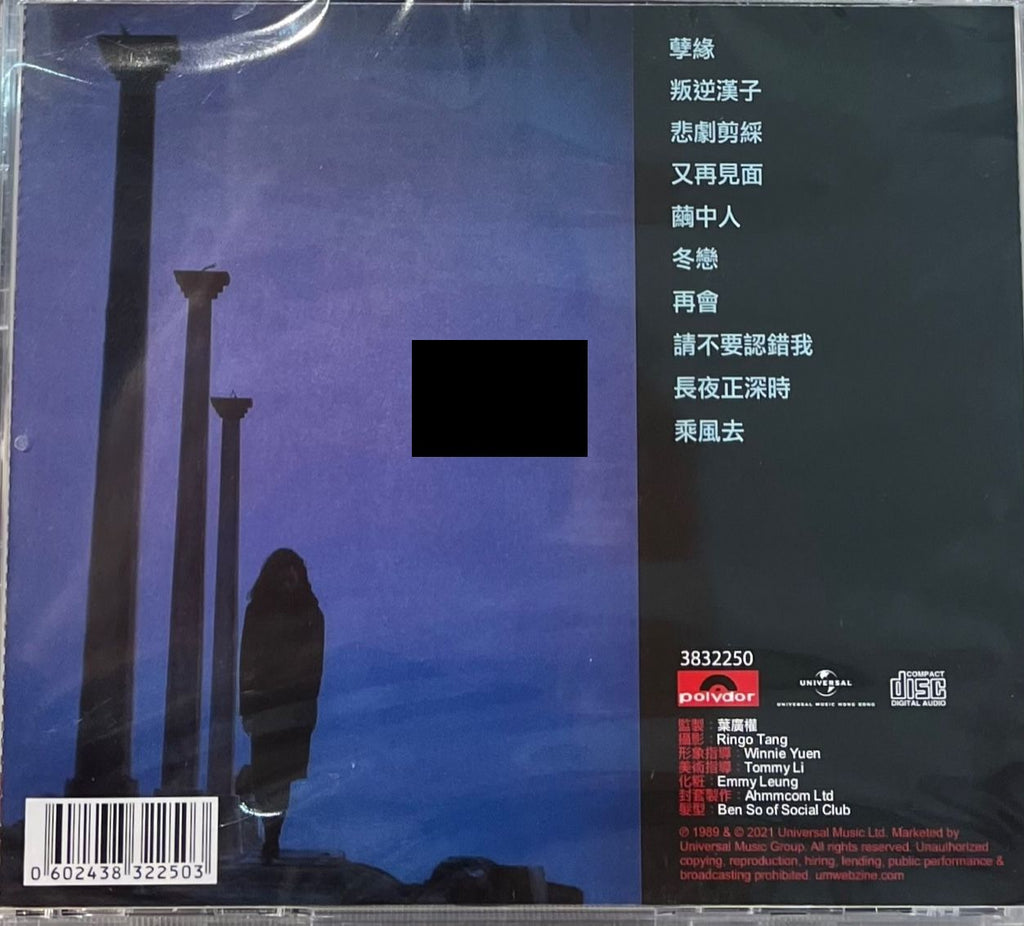 孽緣
叛逆漢子
悲劇剪綵
又再見面
繭中人
冬戀
再會
請不要認錯我
長夜正深時
乘風去
3832250
polydor
UNIVERSAL
UNIVERSAL MUSIC HONG KONG
COMPACT
disc
DIGITAL AUDIO
監製：葉廣權
攝影：Ringo Tang
形象指導：Winnie Yuen
美術指導：Tommy Li
化粧：Emmy Leung
封套製作：Ahmmcom Ltd
髮型：Ben So of Social Club
℗ 1989 & © 2021 Universal Music Ltd. Marketed by
Universal Music Group. All rights reserved. Unauthorized
copying, reproduction, hiring, lending, public performance &
broadcasting prohibited. umwebzine.com
0 602438 322503